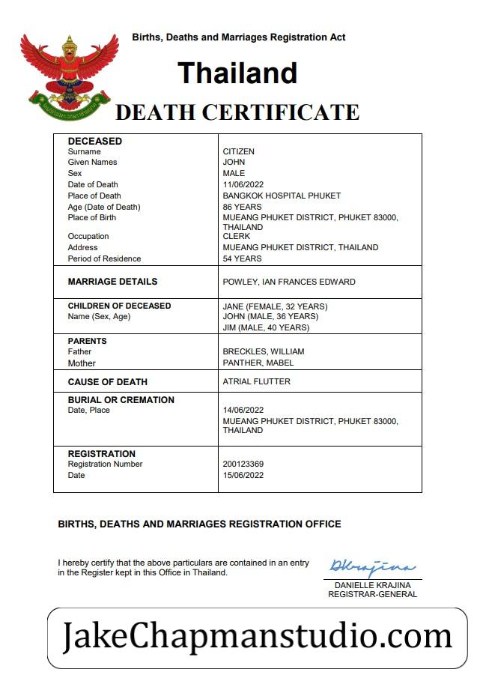 Births, Deaths and Marriages Registration Act
Thailand
DEATH CERTIFICATE
DECEASED
Surname CITIZEN
Given Names JOHN
Sex MALE
Date of Death 11/06/2022
Place of Death BANGKOK HOSPITAL PHUKET
Age (Date of Death) 86 YEARS
Place of Birth MUEANG PHUKET DISTRICT, PHUKET 83000,
THAILAND
Occupation CLERK
Address MUEANG PHUKET DISTRICT, THAILAND
Period of Residence 54 YEARS
MARRIAGE DETAILS POWLEY, IAN FRANCES EDWARD
CHILDREN OF DECEASED JANE (FEMALE, 32 YEARS)
Name (Sex, Age) JOHN (MALE, 36 YEARS)
JIM (MALE, 40 YEARS)
PARENTS
Father BRECKLES, WILLIAM
Mother PANTHER, MABEL
CAUSE OF DEATH ATRIAL FLUTTER
BURIAL OR CREMATION
Date, Place 14/06/2022
MUEANG PHUKET DISTRICT, PHUKET 83000,
THAILAND
REGISTRATION
Registration Number 200123369
Date 15/06/2022
BIRTHS, DEATHS AND MARRIAGES REGISTRATION OFFICE
I hereby certify that the above particulars are contained in an entry
in the Register kept in this Office in Thailand.
DKrajina
DANIELLE KRAJINA
REGISTRAR-GENERAL
JakeChapmanstudio.com